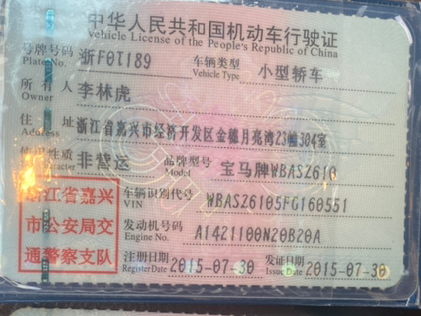 中华人民共和国机动车行驶证
Vehicle License of the People's Republic of China
号牌号码 浙F0T189 车辆类型 小型轿车
Plate No. Vehicle Type
所有人 李林虎
Owner
住址 浙江省嘉兴市经济开发区金穗月亮湾23幢304室
Address
使用性质 非营运 品牌型号 宝马牌WBASZ610
浙江省嘉兴
市公安局交
通警察支队
车辆识别代号 WBASZ6105FG160551
VIN
发动机号码 A1421100N20B20A
Engine No.
注册日期 2015-07-30 发证日期 2015-07-30
Register Date Issue Date